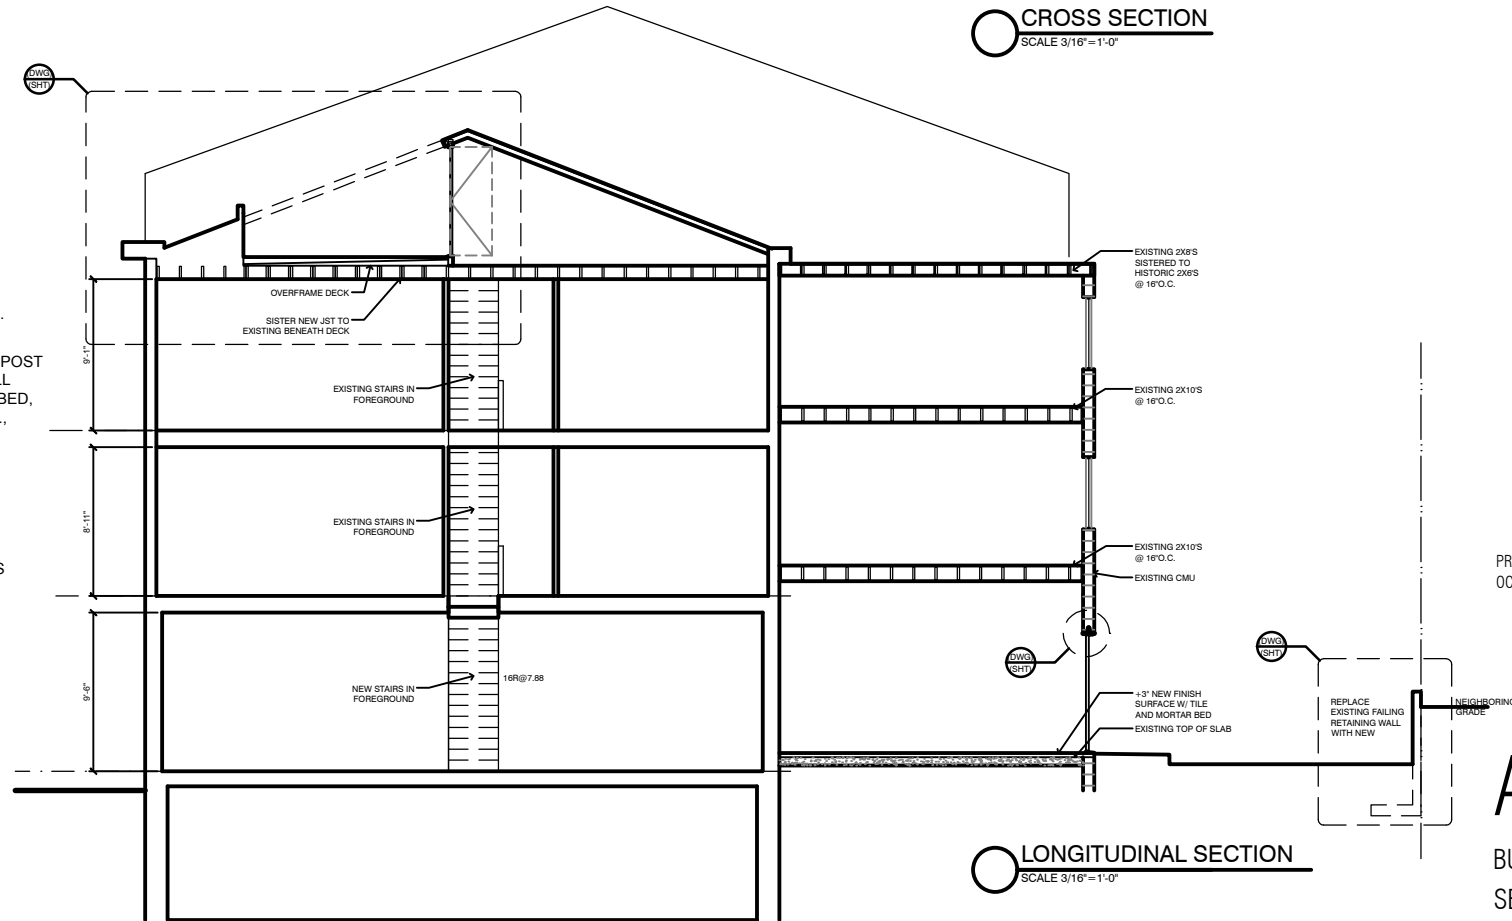 CROSS SECTION
SCALE 3/16"=1'-0"
DWG
(SHT)
EXISTING 2X8'S
SISTERED TO
HISTORIC 2X6'S
@ 16"O.C.
OVERFRAME DECK
SISTER NEW JST TO
EXISTING BENEATH DECK
.
POST
LL
BED,
.,
9'-1"
EXISTING STAIRS IN
FOREGROUND
EXISTING 2X10'S
@ 16"O.C.
8'-11"
EXISTING STAIRS IN
FOREGROUND
EXISTING 2X10'S
@ 16"O.C.
EXISTING CMU
S
PR
OC
DWG
(SHT)
DWG
(SHT)
9'-6"
NEW STAIRS IN
FOREGROUND
16R@7.88
+3" NEW FINISH
SURFACE W/ TILE
AND MORTAR BED
EXISTING TOP OF SLAB
REPLACE
EXISTING FAILING
RETAINING WALL
WITH NEW
NEIGHBORING
GRADE
A
LONGITUDINAL SECTION
SCALE 3/16"=1'-0"
BU
SE